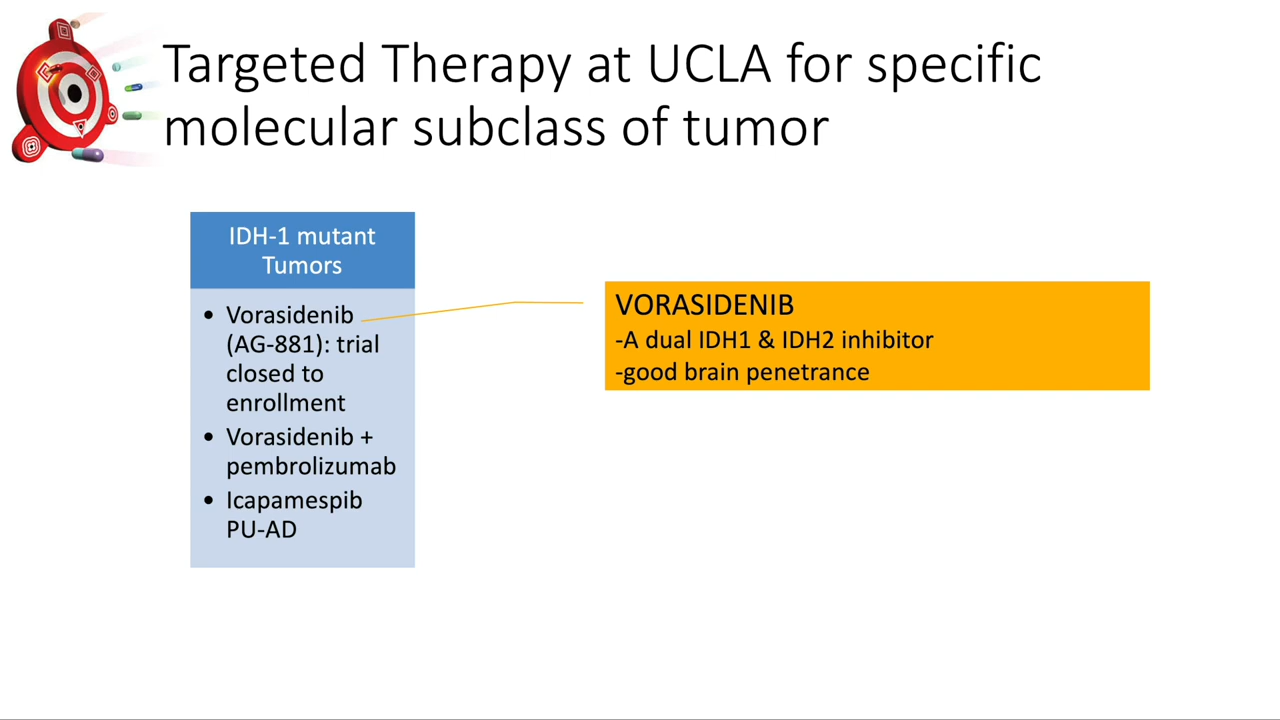 Targeted Therapy at UCLA for specific
molecular subclass of tumor
IDH-1 mutant
Tumors
• Vorasidenib
(AG-881): trial
closed to
enrollment
• Vorasidenib +
pembrolizumab
• Icapamespib
PU-AD
VORASIDENIB
-A dual IDH1 & IDH2 inhibitor
-good brain penetrance